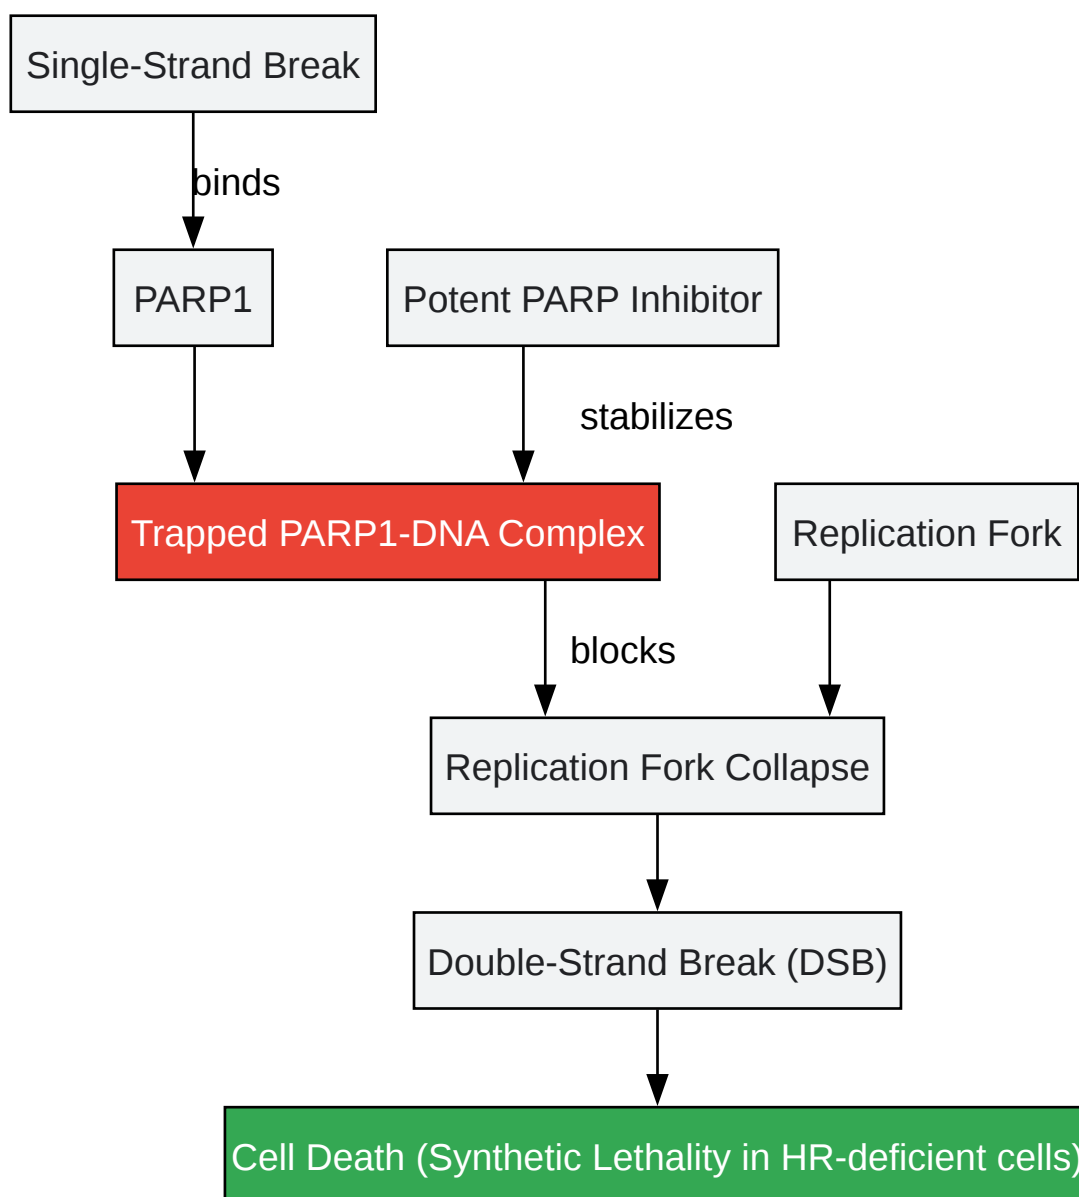 Single-Strand Break
binds
PARP1
Potent PARP Inhibitor
stabilizes
Trapped PARP1-DNA Complex
Replication Fork
blocks
Replication Fork Collapse
Double-Strand Break (DSB)
Cell Death (Synthetic Lethality in HR-deficient cells)